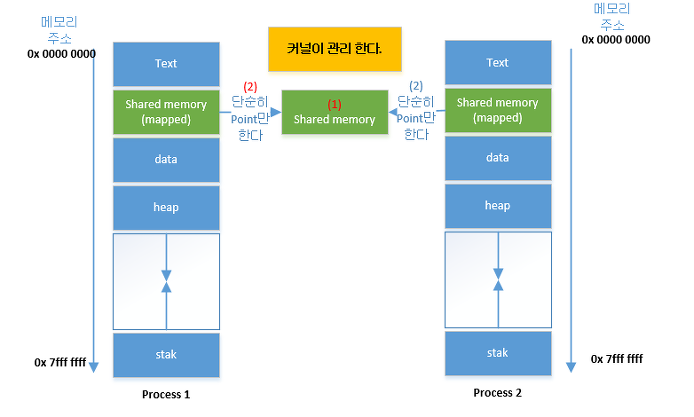 메모리
주소
0x 0000 0000
Text
Shared memory
(mapped)
data
heap
stak
0x 7fff ffff
Process 1
(2)
단순히
Point만
한다
커널이 관리 한다.
(1)
Shared memory
(2)
단순히
Point만
한다
메모리
주소
0x 0000 0000
Text
Shared memory
(mapped)
data
heap
stak
0x 7fff ffff
Process 2